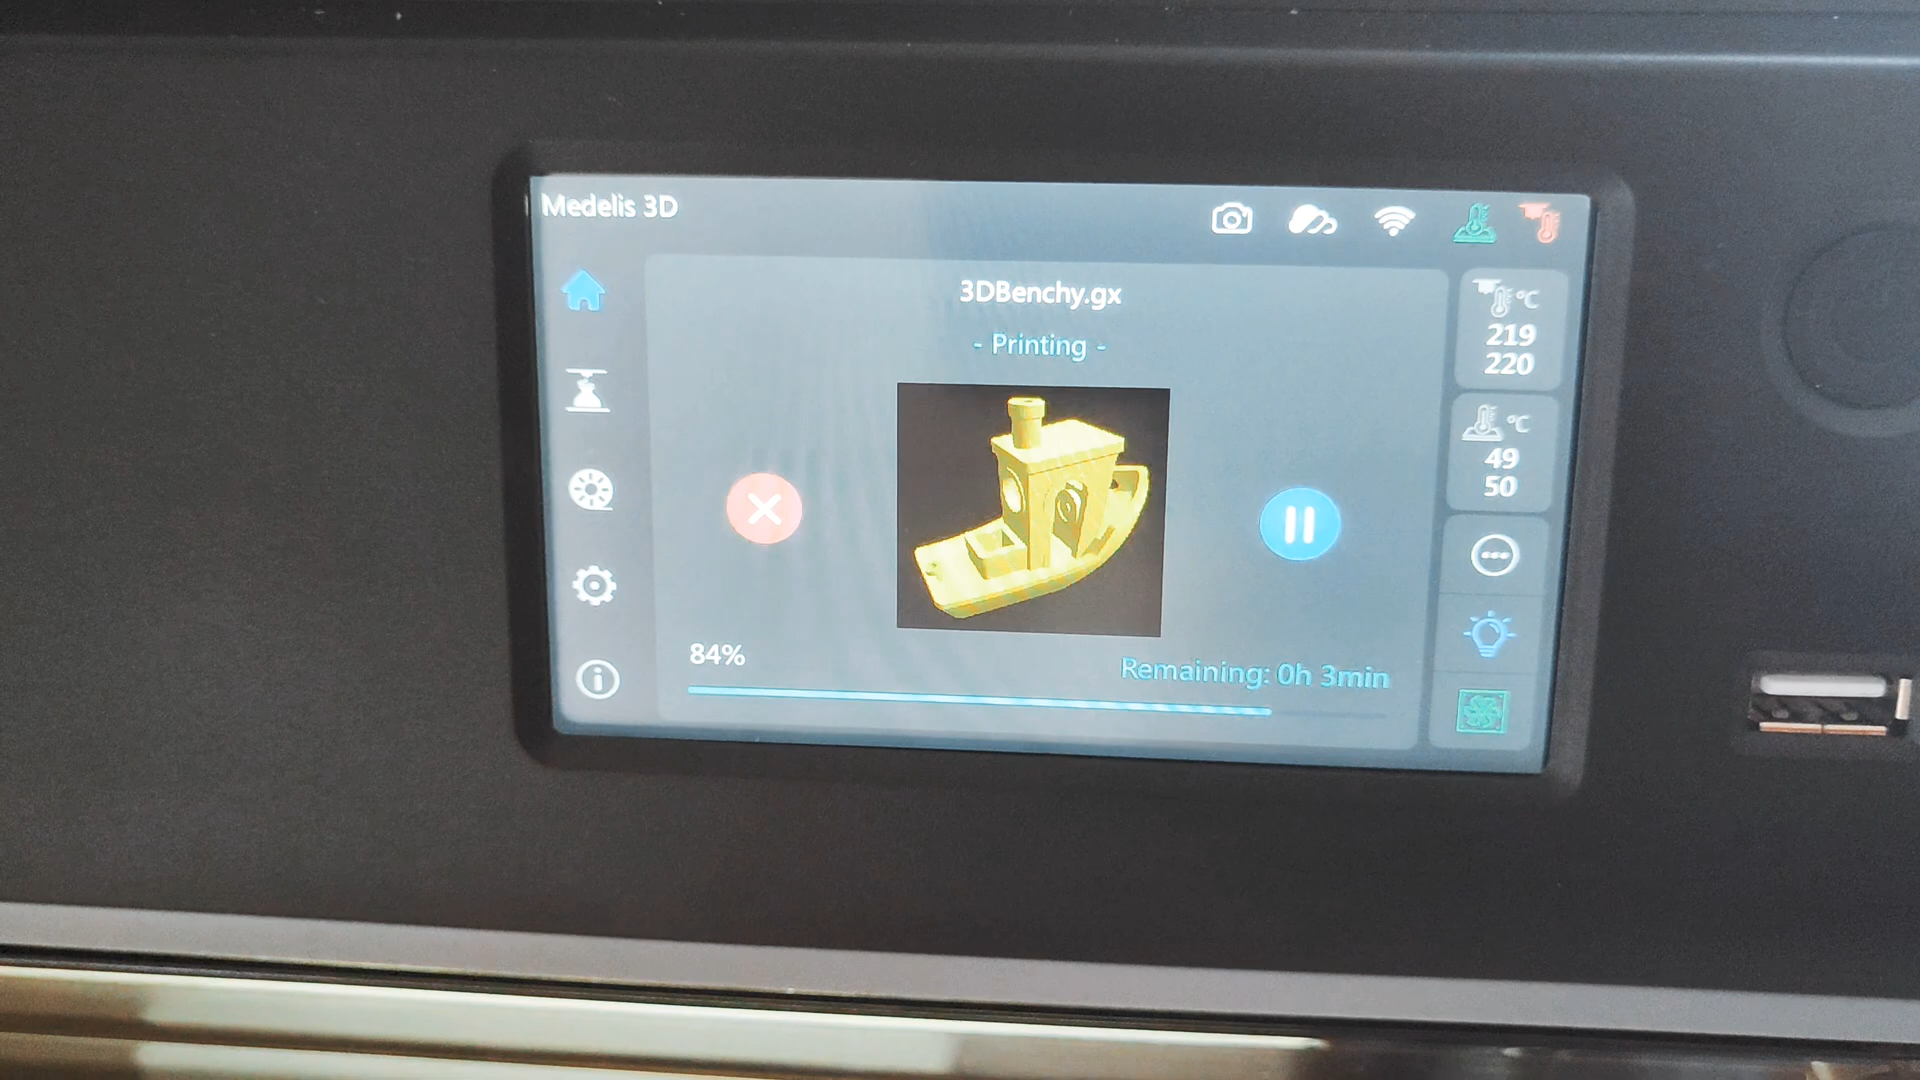 Medelis 3D
3DBenchy.gx
- Printing -
°C
219
220
°C
49
50
84%
Remaining: 0h 3min